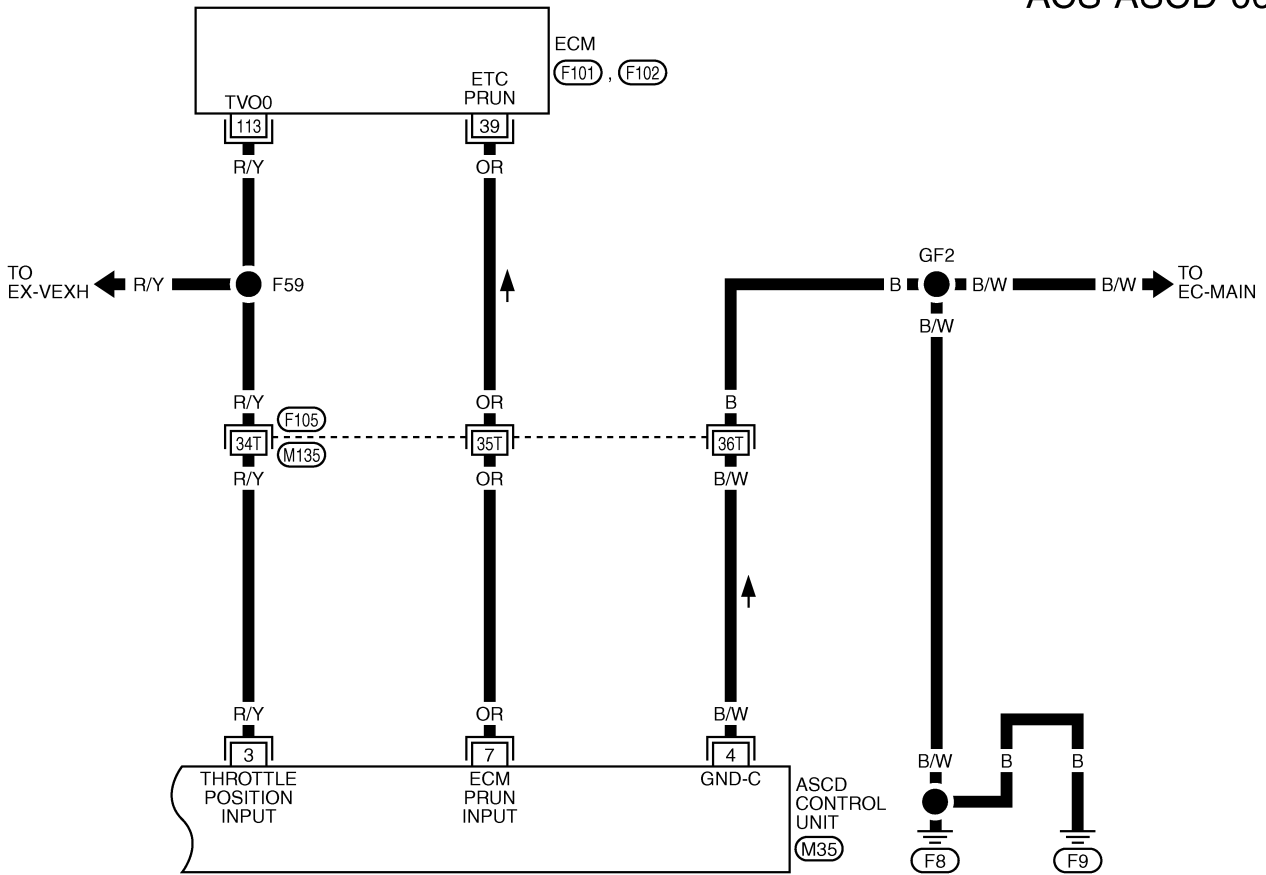 ECM
F101 , F102
ETC
PRUN
TVO0
113
39
R/Y
OR
GF2
TO
EX-VEXH
R/Y
F59
B
B/W
B/W
TO
EC-MAIN
B/W
R/Y
OR
B
F105
34T
35T
36T
M135
R/Y
OR
B/W
R/Y
OR
B/W
3
7
4
B/W
B
B
THROTTLE
POSITION
INPUT
ECM
PRUN
INPUT
GND-C
ASCD
CONTROL
UNIT
M35
F8
F9